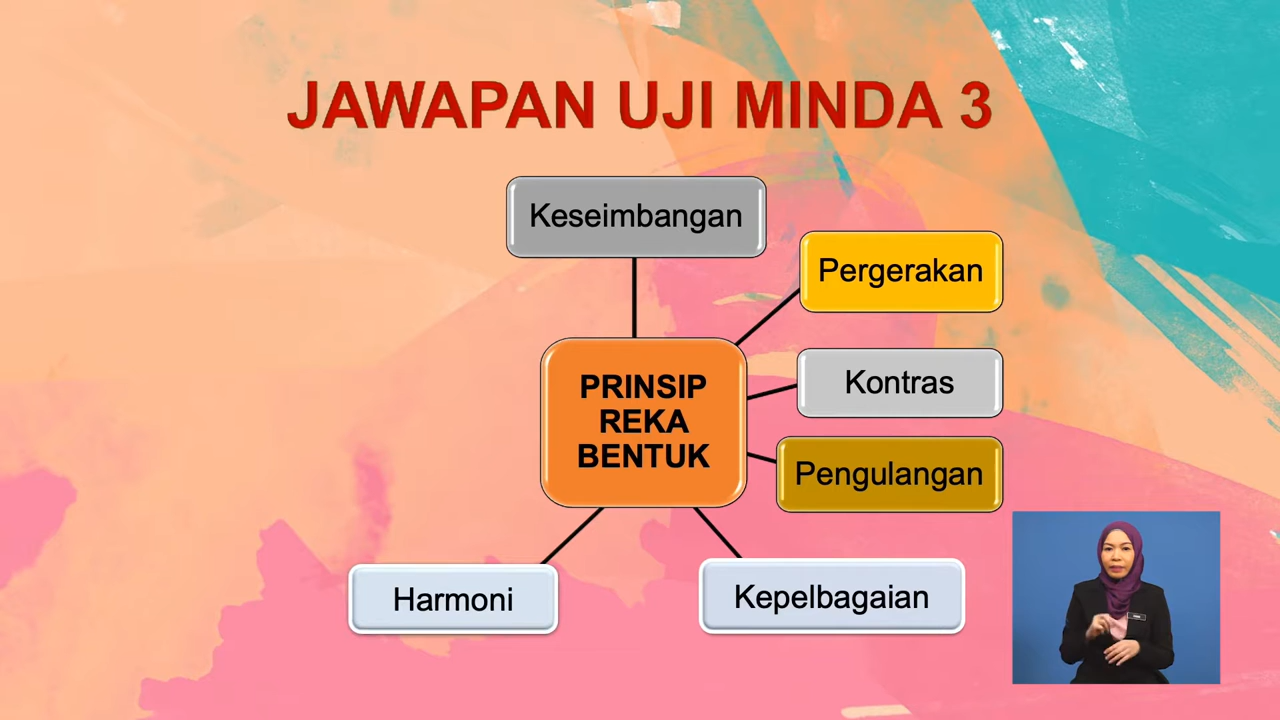 JAWAPAN UJI MINDA 3
Keseimbangan
Pergerakan
Kontras
PRINSIP
REKA
BENTUK
Pengulangan
Harmoni
Kepelbagaian